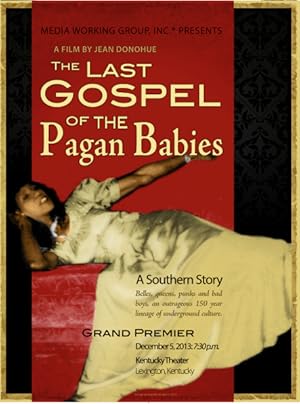 MEDIA WORKING GROUP, INC.® PRESENTS
A FILM BY JEAN DONOHUE
THE LAST
GOSPEL
OF THE
PAGAN BABIES
A Southern Story
Belles, queens, punks and bad
boys, an outrageous 150 year
lineage of underground culture.
GRAND PREMIER
December 5, 2013: 7:30 p.m.
Kentucky Theater
Lexington, Kentucky